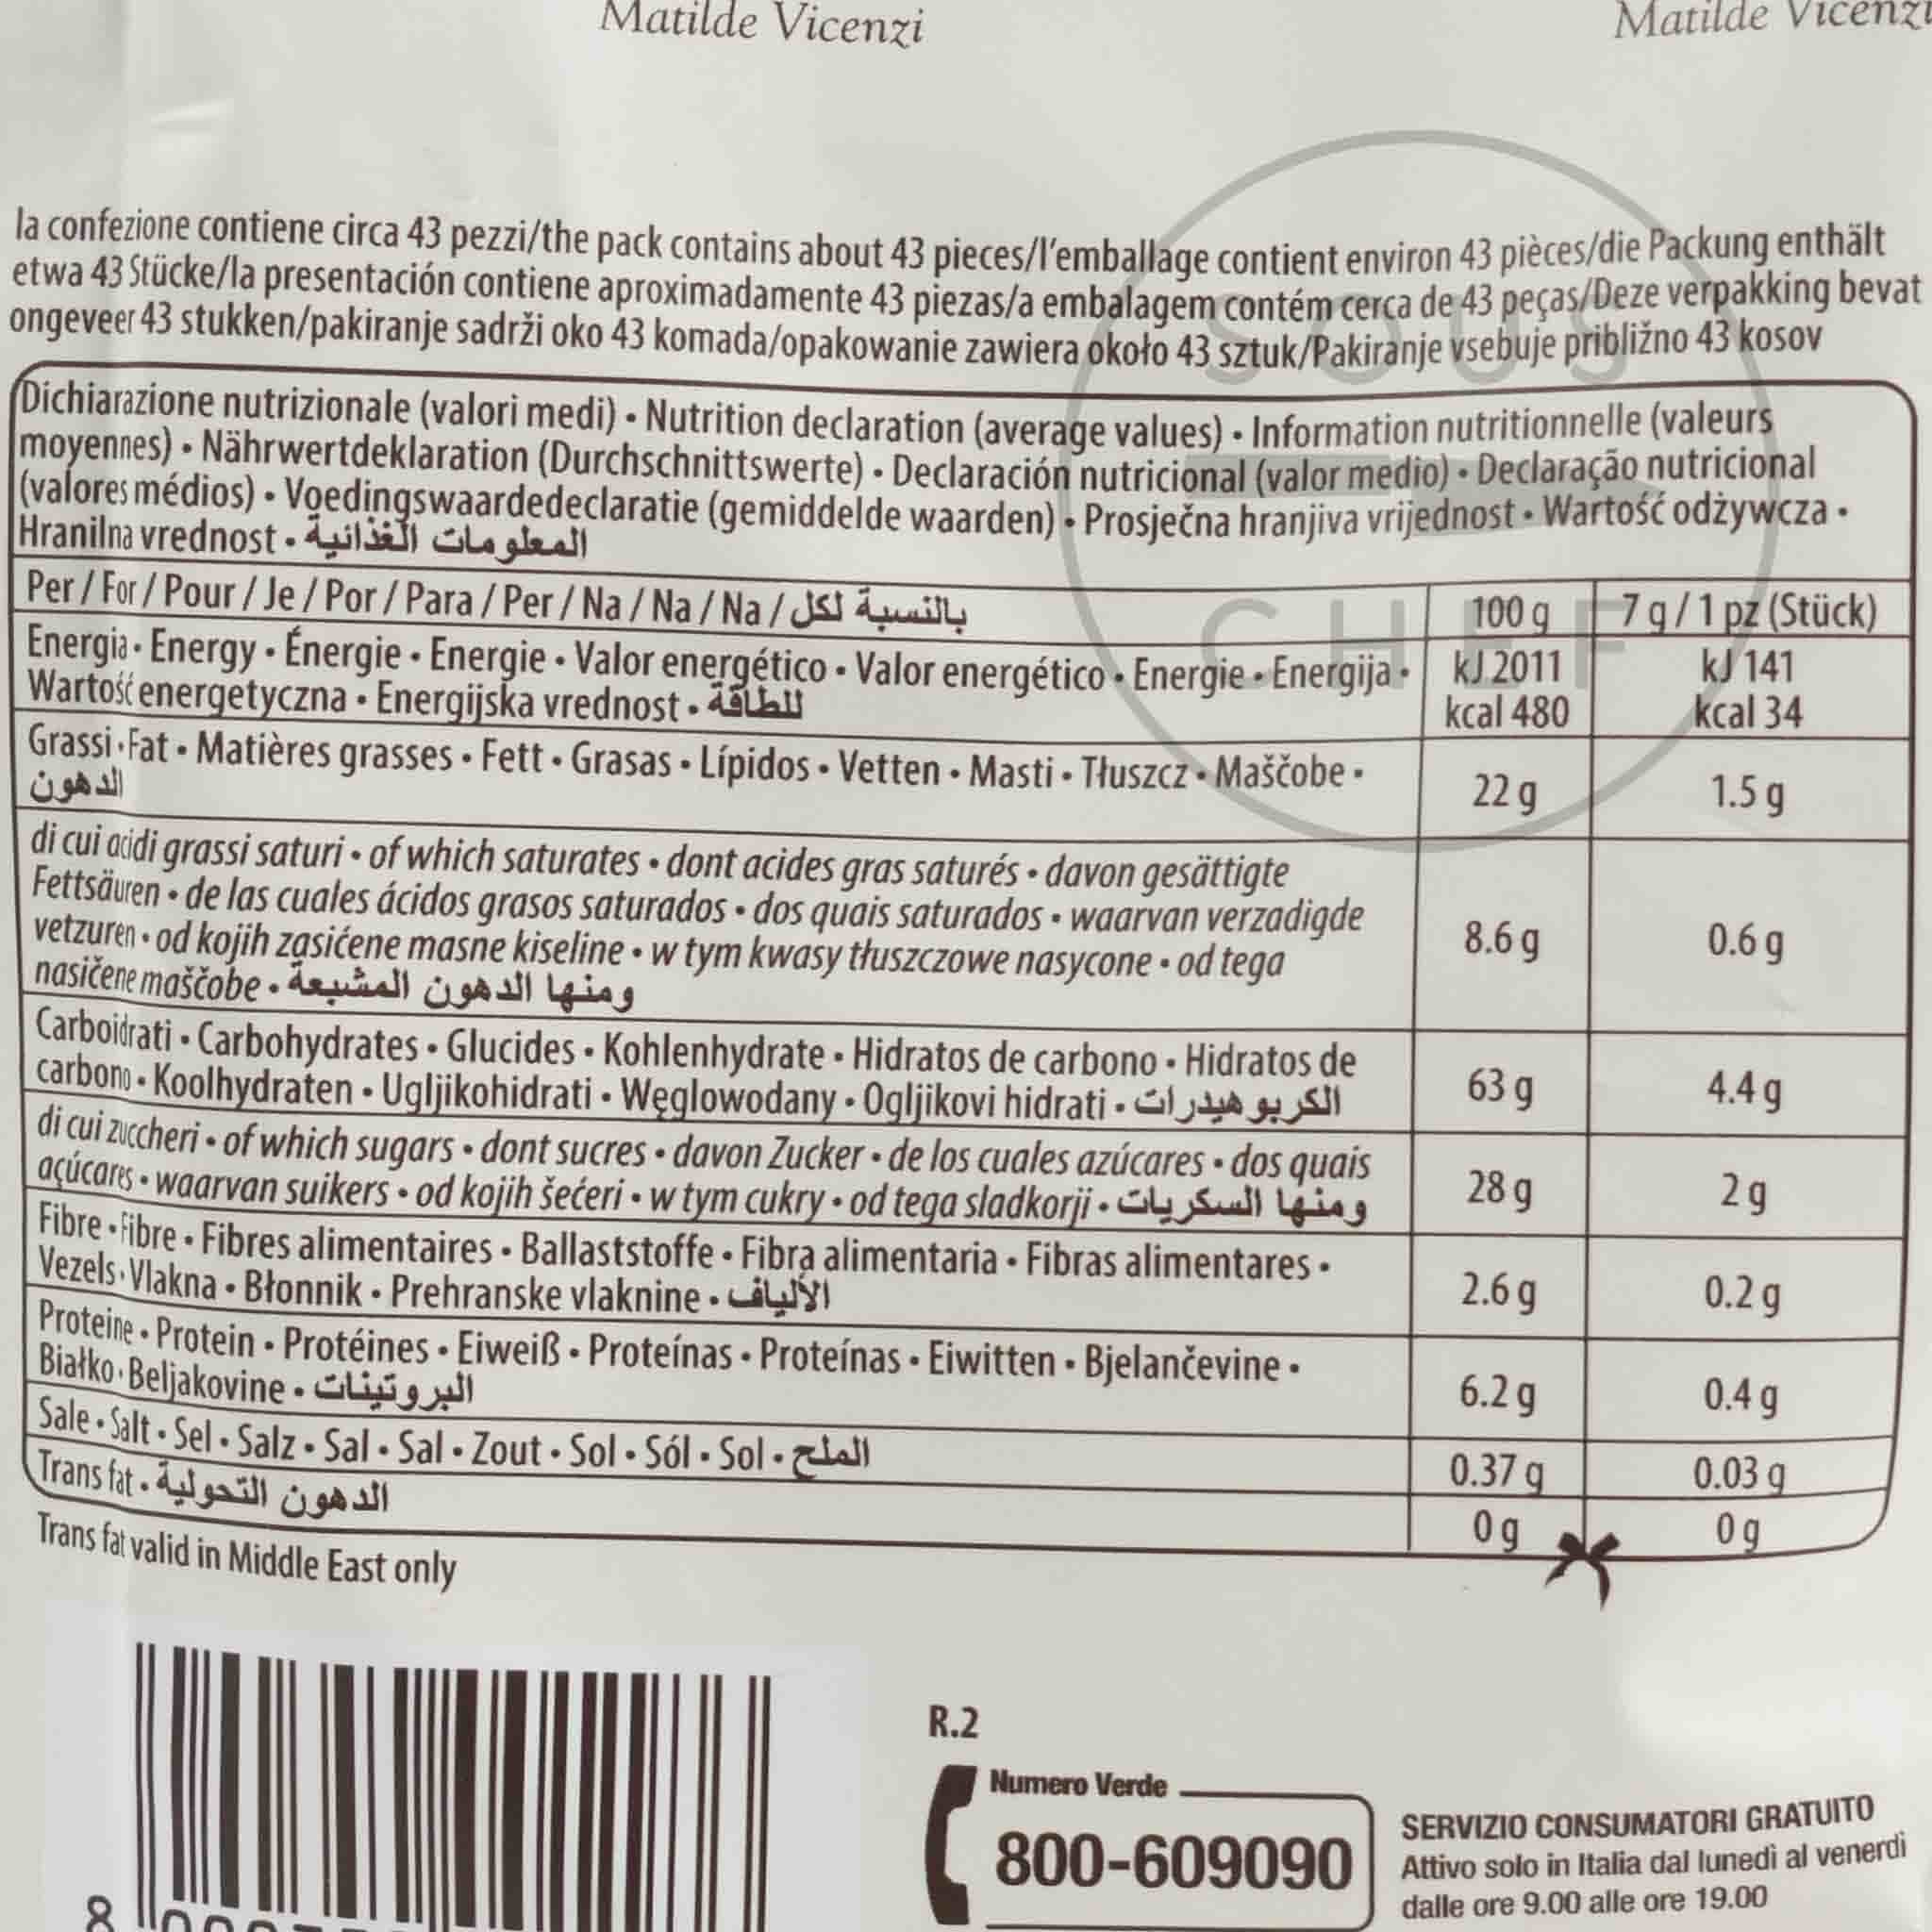 Matilde Vicenzi Matilde Vicenzi
la confezione contiene circa 43 pezzi/the pack contains about 43 pieces/l'emballage contient environ 43 pièces/die Packung enthält
etwa 43 Stücke/la presentación contiene aproximadamente 43 piezas/a embalagem contém cerca de 43 peças/Deze verpakking bevat
ongeveer 43 stukken/pakiranje sadrži oko 43 komada/opakowanie zawiera około 43 sztuk/Pakiranje vsebuje približno 43 kosov
SOUS
CHEF
Dichiarazione nutrizionale (valori medi) • Nutrition declaration (average values) • Information nutritionnelle (valeurs
moyennes) • Nährwertdeklaration (Durchschnittswerte) • Declaración nutricional (valor medio) • Declaração nutricional
(valores médios) • Voedingswaardedeclaratie (gemiddelde waarden) • Prosječna hranjiva vrijednost • Wartość odżywcza •
Hranilna vrednost • المعلومات الغذائية
Per / For / Pour / Je / Por / Para / Per / Na / Na / Na / بالنسبة لكل 100 g 7 g / 1 pz (Stück)
Energia • Energy • Énergie • Energie • Valor energético • Valor energético • Energie • Energija • kJ 2011 kJ 141
Wartość energetyczna • Energijska vrednost • للطاقة kcal 480 kcal 34
Grassi • Fat • Matières grasses • Fett • Grasas • Lípidos • Vetten • Masti • Tłuszcz • Maščobe •
الدهون 22 g 1.5 g
di cui acidi grassi saturi • of which saturates • dont acides gras saturés • davon gesättigte
Fettsäuren • de las cuales ácidos grasos saturados • dos quais saturados • waarvan verzadigde
vetzuren • od kojih zasićene masne kiseline • w tym kwasy tłuszczowe nasycone • od tega 8.6 g 0.6 g
nasičene maščobe • ومنها الدهون المشبعة
Carboidrati • Carbohydrates • Glucides • Kohlenhydrate • Hidratos de carbono • Hidratos de
carbono • Koolhydraten • Ugljikohidrati • Węglowodany • Ogljikovi hidrati • الكربوهيدرات 63 g 4.4 g
di cui zuccheri • of which sugars • dont sucres • davon Zucker • de los cuales azúcares • dos quais
açúcares • waarvan suikers • od kojih šećeri • w tym cukry • od tega sladkorji • ومنها السكريات 28 g 2 g
Fibre • Fibre • Fibres alimentaires • Ballaststoffe • Fibra alimentaria • Fibras alimentares •
Vezels • Vlakna • Błonnik • Prehranske vlaknine • الألياف 2.6 g 0.2 g
Proteine • Protein • Protéines • Eiweiß • Proteínas • Proteínas • Eiwitten • Bjelančevine •
Białko • Beljakovine • البروتينات 6.2 g 0.4 g
Sale • Salt • Sel • Salz • Sal • Sal • Zout • Sol • Sól • Sol • الملح 0.37 g 0.03 g
Trans fat • الدهون التحولية 0 g 0 g
Trans fat valid in Middle East only
R.2
Numero Verde
800-609090
SERVIZIO CONSUMATORI GRATUITO
Attivo solo in Italia dal lunedì al venerdì
dalle ore 9.00 alle ore 19.00
8